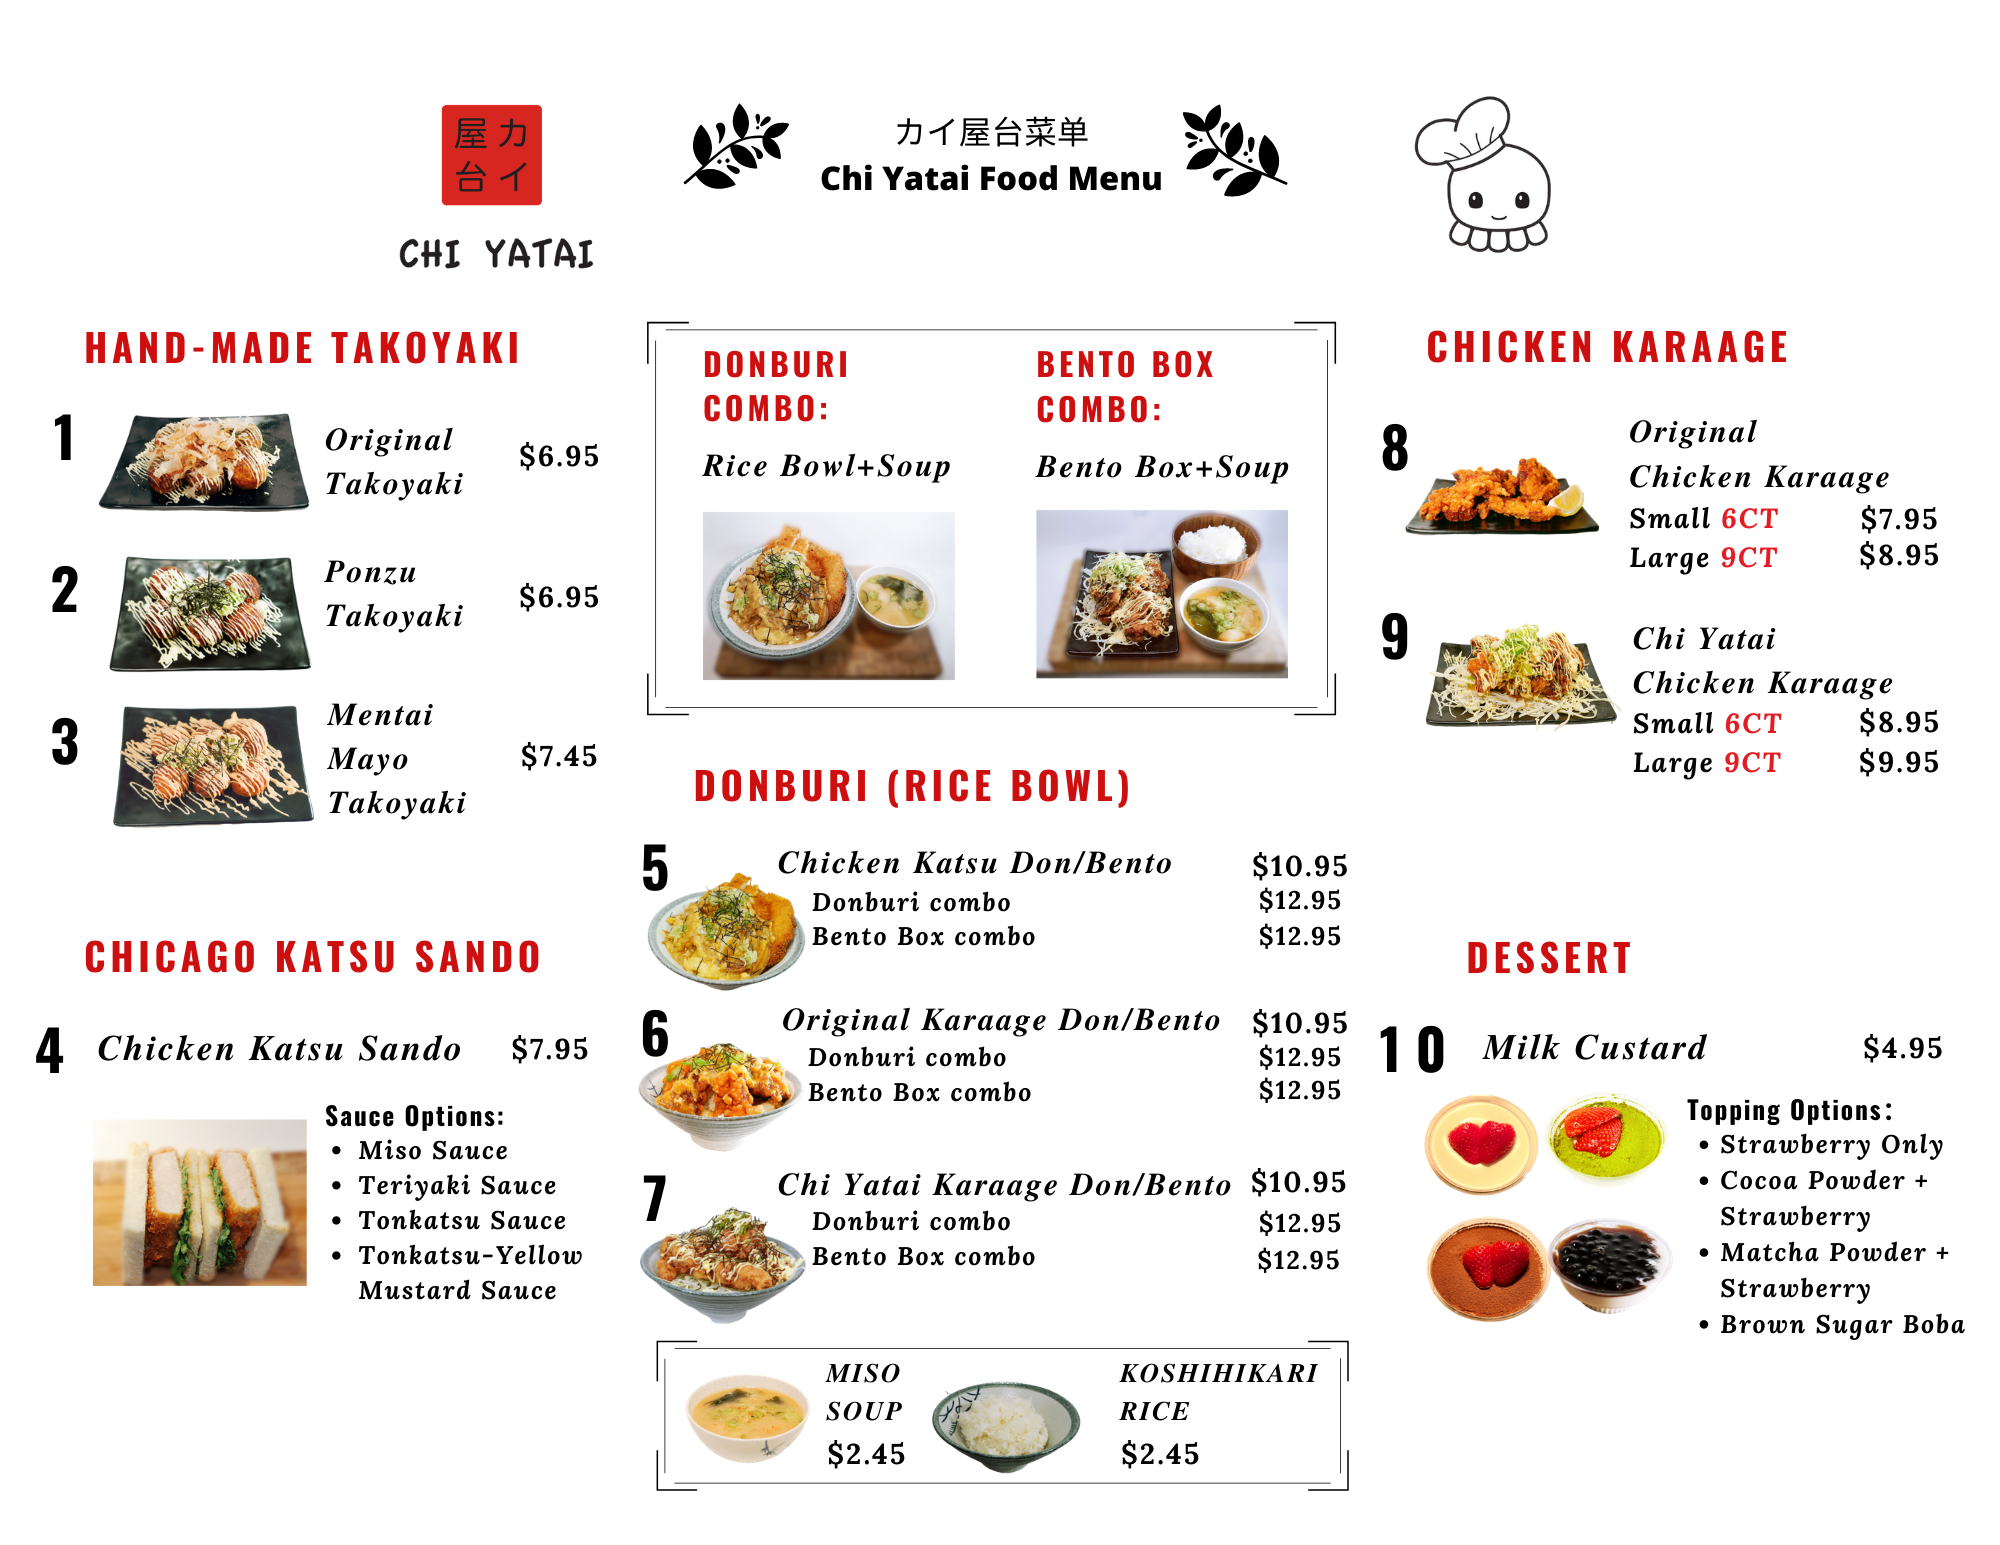 屋カ
台イ
CHI YATAI
カイ屋台菜单
Chi Yatai Food Menu
HAND-MADE TAKOYAKI
1
Original
Takoyaki
$6.95
2
Ponzu
Takoyaki
$6.95
3
Mentai
Mayo
Takoyaki
$7.45
CHICAGO KATSU SANDO
4
Chicken Katsu Sando $7.95
Sauce Options:
• Miso Sauce
• Teriyaki Sauce
• Tonkatsu Sauce
• Tonkatsu-Yellow
Mustard Sauce
DONBURI
COMBO:
Rice Bowl+Soup
BENTO BOX
COMBO:
Bento Box+Soup
DONBURI (RICE BOWL)
5
Chicken Katsu Don/Bento $10.95
Donburi combo $12.95
Bento Box combo $12.95
6
Original Karaage Don/Bento $10.95
Donburi combo $12.95
Bento Box combo $12.95
7
Chi Yatai Karaage Don/Bento $10.95
Donburi combo $12.95
Bento Box combo $12.95
MISO
SOUP
$2.45
KOSHIHIKARI
RICE
$2.45
CHICKEN KARAAGE
8
Original
Chicken Karaage
Small 6CT $7.95
Large 9CT $8.95
9
Chi Yatai
Chicken Karaage
Small 6CT $8.95
Large 9CT $9.95
DESSERT
10
Milk Custard $4.95
Topping Options:
• Strawberry Only
• Cocoa Powder +
Strawberry
• Matcha Powder +
Strawberry
• Brown Sugar Boba